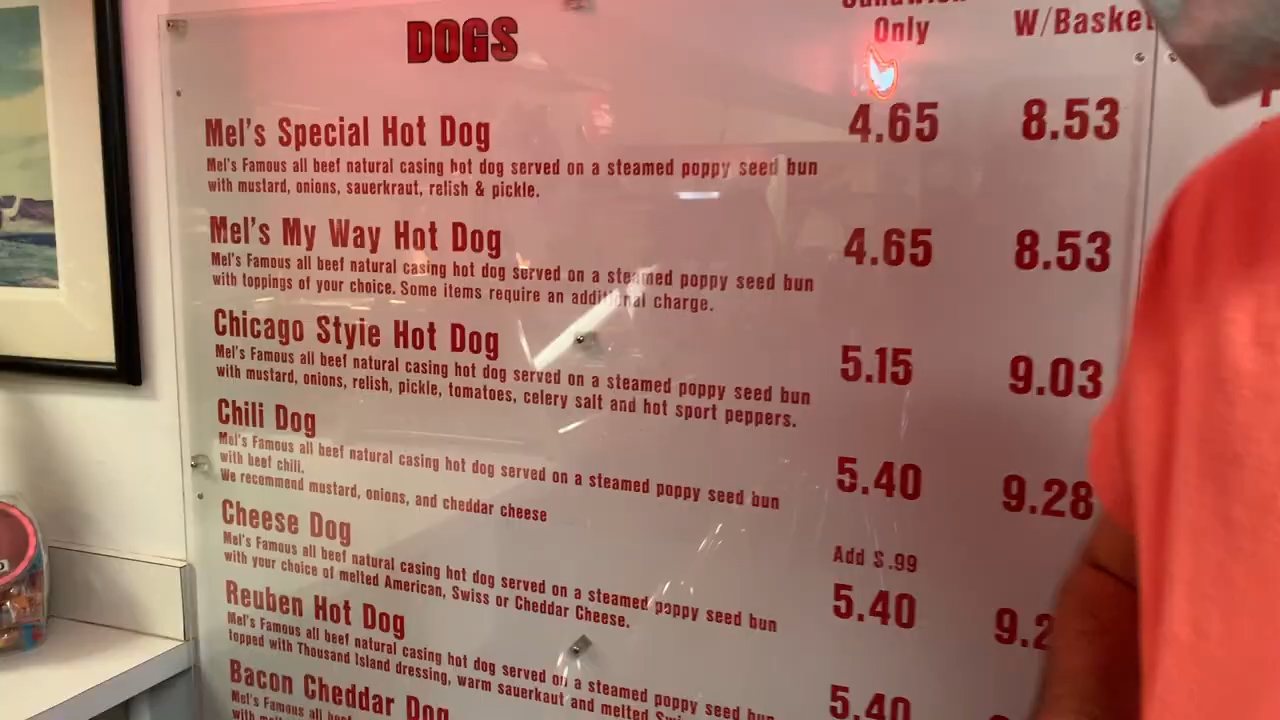 DOGS
Only W/Basket
Mel's Special Hot Dog 4.65 8.53
Mel's Famous all beef natural casing hot dog served on a steamed poppy seed bun
with mustard, onions, sauerkraut, relish & pickle.
Mel's My Way Hot Dog 4.65 8.53
Mel's Famous all beef natural casing hot dog served on a steamed poppy seed bun
with toppings of your choice. Some items require an additional charge.
Chicago Style Hot Dog 5.15 9.03
Mel's Famous all beef natural casing hot dog served on a steamed poppy seed bun
with mustard, onions, relish, pickle, tomatoes, celery salt and hot sport peppers.
Chili Dog 5.40 9.28
Mel's Famous all beef natural casing hot dog served on a steamed poppy seed bun
with beef chili.
We recommend mustard, onions, and cheddar cheese Add $.99
Cheese Dog 5.40 9.2
Mel's Famous all beef natural casing hot dog served on a steamed poppy seed bun
with your choice of melted American, Swiss or Cheddar Cheese.
Reuben Hot Dog 5.40
Mel's Famous all beef natural casing hot dog served on a steamed poppy seed bun
topped with Thousand Island dressing, warm sauerkaut and melted
Bacon Cheddar Dog
Mel's Famous all
with